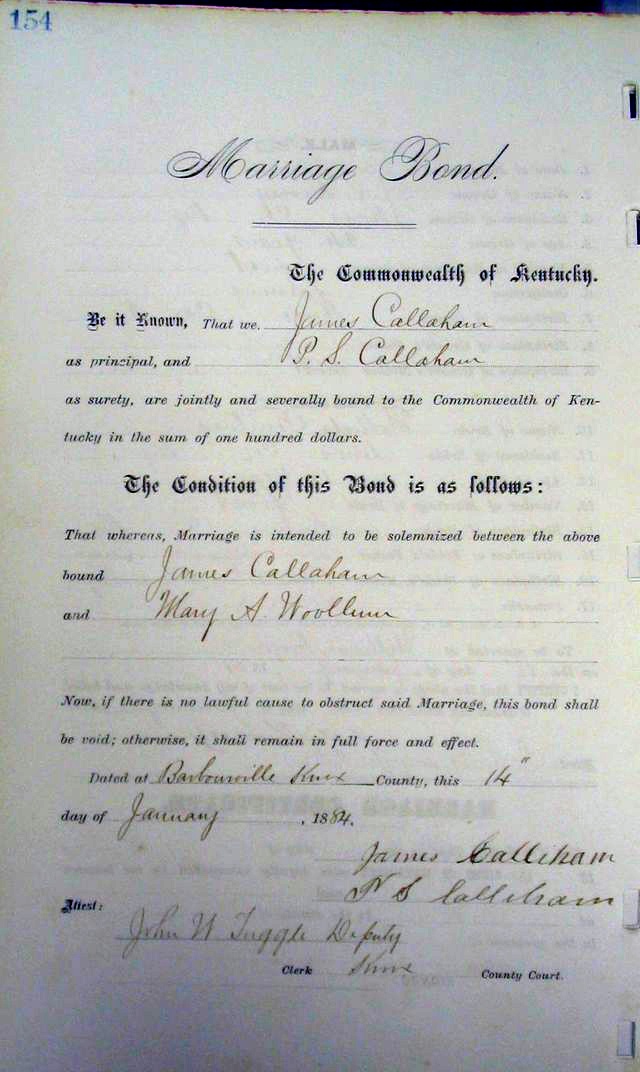 154
Marriage Bond.
The Commonwealth of Kentucky.
Be it Known, That we, James Callaham
as principal, and P. S. Callaham
as surety, are jointly and severally bound to the Commonwealth of Ken-
tucky in the sum of one hundred dollars.
The Condition of this Bond is as follows:
That whereas, Marriage is intended to be solemnized between the above
bound James Callaham
and Mary A. Woollum
Now, if there is no lawful cause to obstruct said Marriage, this bond shall
be void; otherwise, it shall remain in full force and effect.
Dated at Barbourville Knox County, this 14"
day of January, 1884.
James Calliham
P S Calliham
Attest:
John W Tuggle Deputy
Clerk Knox County Court.